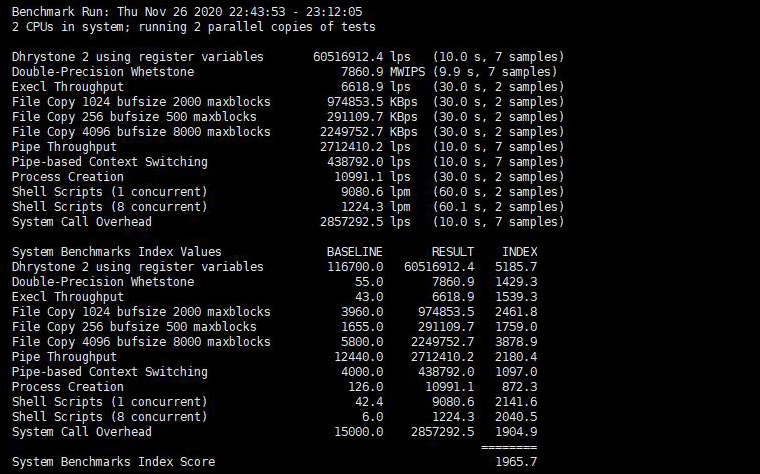 Benchmark Run: Thu Nov 26 2020 22:43:53 - 23:12:05
2 CPUs in system; running 2 parallel copies of tests

Dhrystone 2 using register variables       60516912.4 lps   (10.0 s, 7 samples)
Double-Precision Whetstone                     7860.9 MWIPS (9.9 s, 7 samples)
Execl Throughput                               6618.9 lps   (30.0 s, 2 samples)
File Copy 1024 bufsize 2000 maxblocks        974853.5 KBps  (30.0 s, 2 samples)
File Copy 256 bufsize 500 maxblocks          291109.7 KBps  (30.0 s, 2 samples)
File Copy 4096 bufsize 8000 maxblocks       2249752.7 KBps  (30.0 s, 2 samples)
Pipe Throughput                             2712410.2 lps   (10.0 s, 7 samples)
Pipe-based Context Switching                 438792.0 lps   (10.0 s, 7 samples)
Process Creation                              10991.1 lps   (30.0 s, 2 samples)
Shell Scripts (1 concurrent)                   9080.6 lpm   (60.0 s, 2 samples)
Shell Scripts (8 concurrent)                   1224.3 lpm   (60.1 s, 2 samples)
System Call Overhead                        2857292.5 lps   (10.0 s, 7 samples)

System Benchmarks Index Values               BASELINE       RESULT    INDEX
Dhrystone 2 using register variables         116700.0   60516912.4   5185.7
Double-Precision Whetstone                       55.0       7860.9   1429.3
Execl Throughput                                 43.0       6618.9   1539.3
File Copy 1024 bufsize 2000 maxblocks          3960.0     974853.5   2461.8
File Copy 256 bufsize 500 maxblocks            1655.0     291109.7   1759.0
File Copy 4096 bufsize 8000 maxblocks          5800.0    2249752.7   3878.9
Pipe Throughput                               12440.0    2712410.2   2180.4
Pipe-based Context Switching                   4000.0     438792.0   1097.0
Process Creation                                126.0      10991.1    872.3
Shell Scripts (1 concurrent)                     42.4       9080.6   2141.6
Shell Scripts (8 concurrent)                      6.0       1224.3   2040.5
System Call Overhead                          15000.0    2857292.5   1904.9
                                                                   ========
System Benchmarks Index Score                                        1965.7